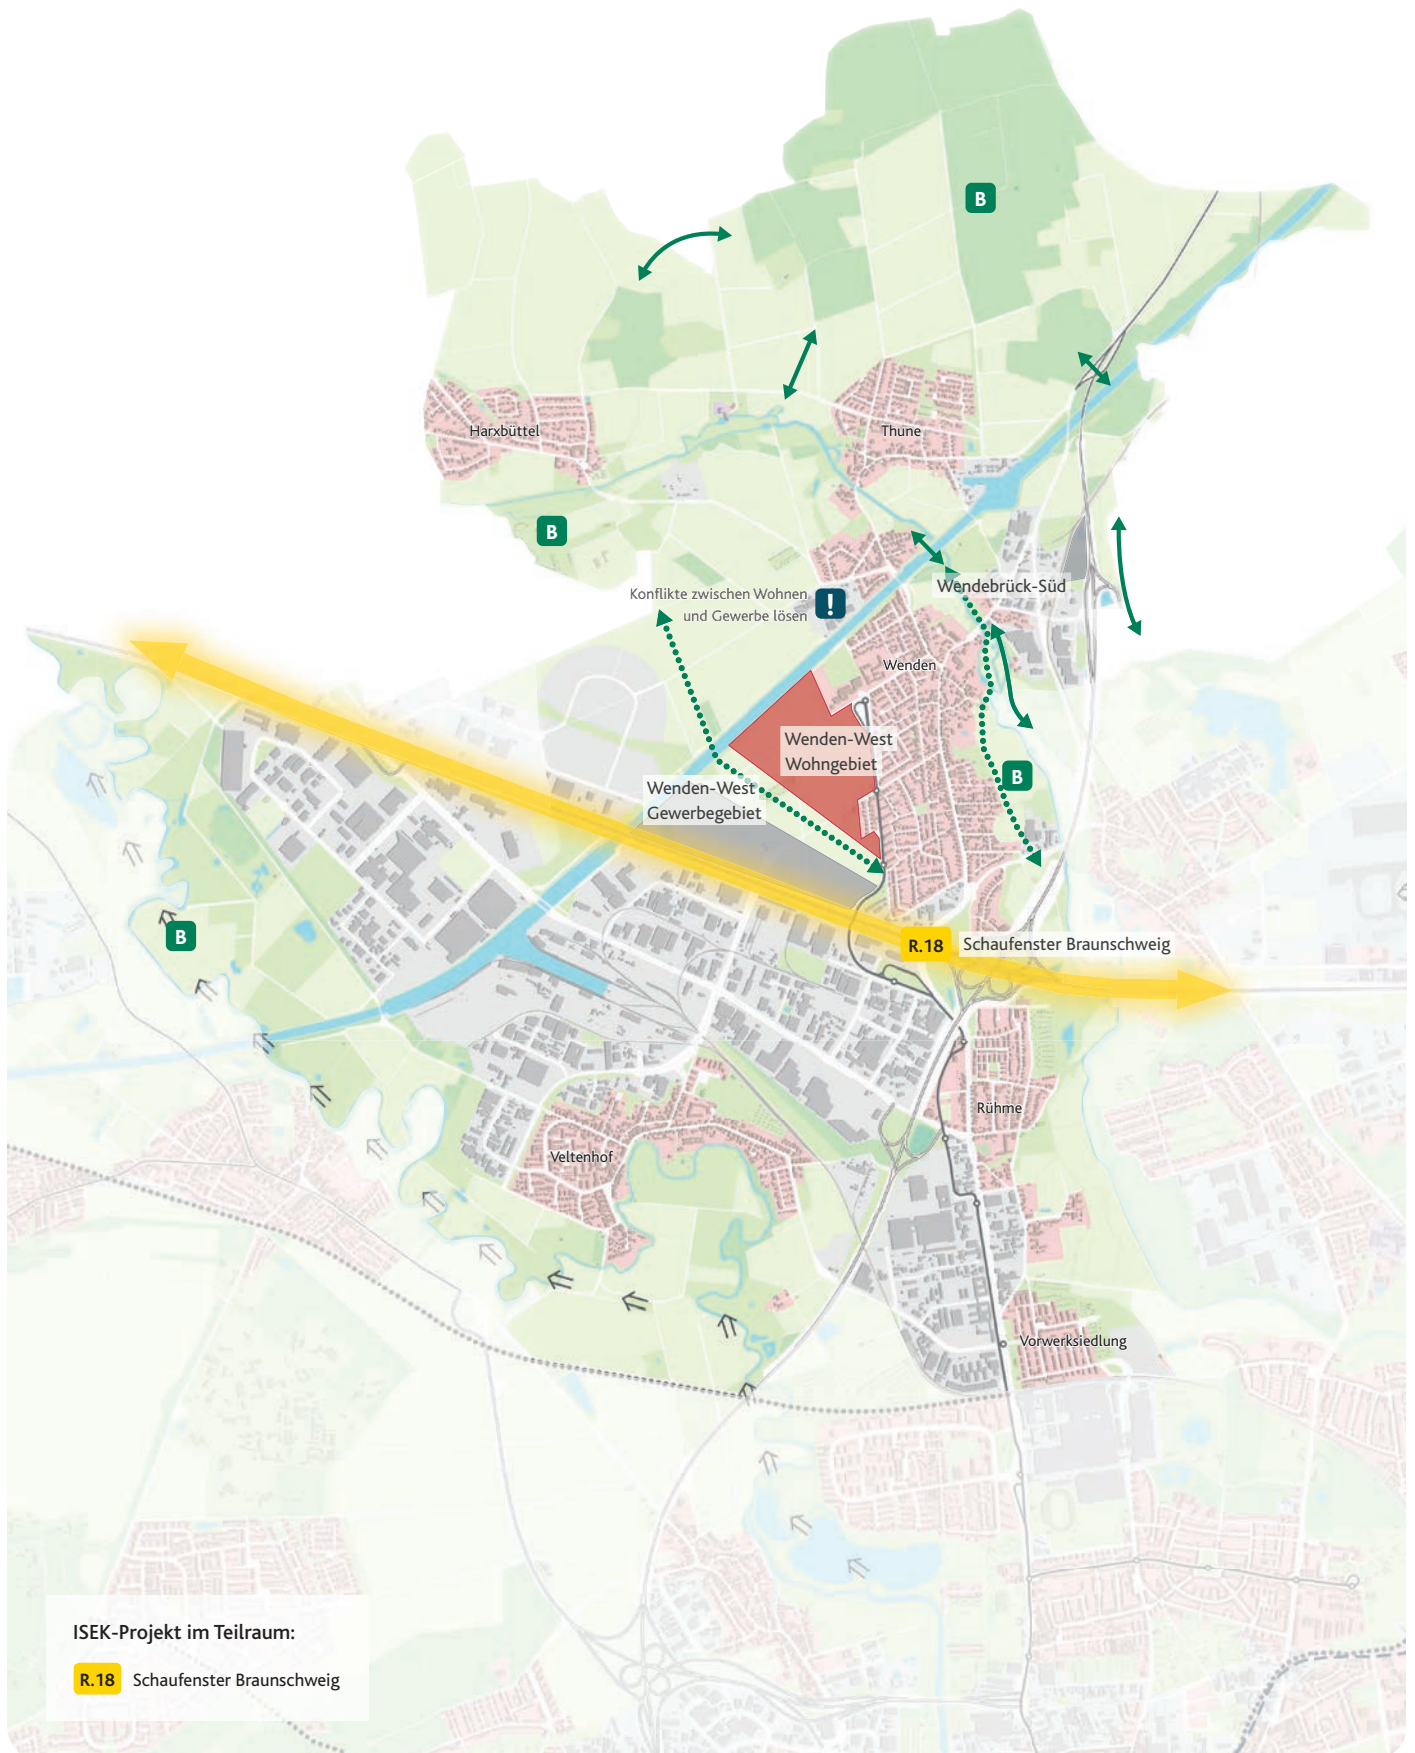 B
Harxbüttel
Thune
B
Konflikte zwischen Wohnen
und Gewerbe lösen
!
Wendebrück-Süd
Wenden
Wenden-West
Wohngebiet
B
Wenden-West
Gewerbegebiet
B
R.18 Schaufenster Braunschweig
Rühme
Veltenhof
Vorwerksiedlung
ISEK-Projekt im Teilraum:
R.18 Schaufenster Braunschweig